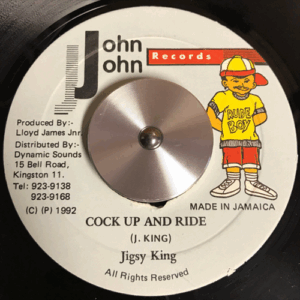 John
John
Records
RUDE
BOY
Produced By:-
Lloyd James Jnr.
Distributed By:-
Dynamic Sounds
15 Bell Road,
Kingston 11.
Tel: 923-9138
923-9168
(C) (P) 1992
MADE IN JAMAICA
COCK UP AND RIDE
(J. KING)
Jigsy King
All Rights Reserved